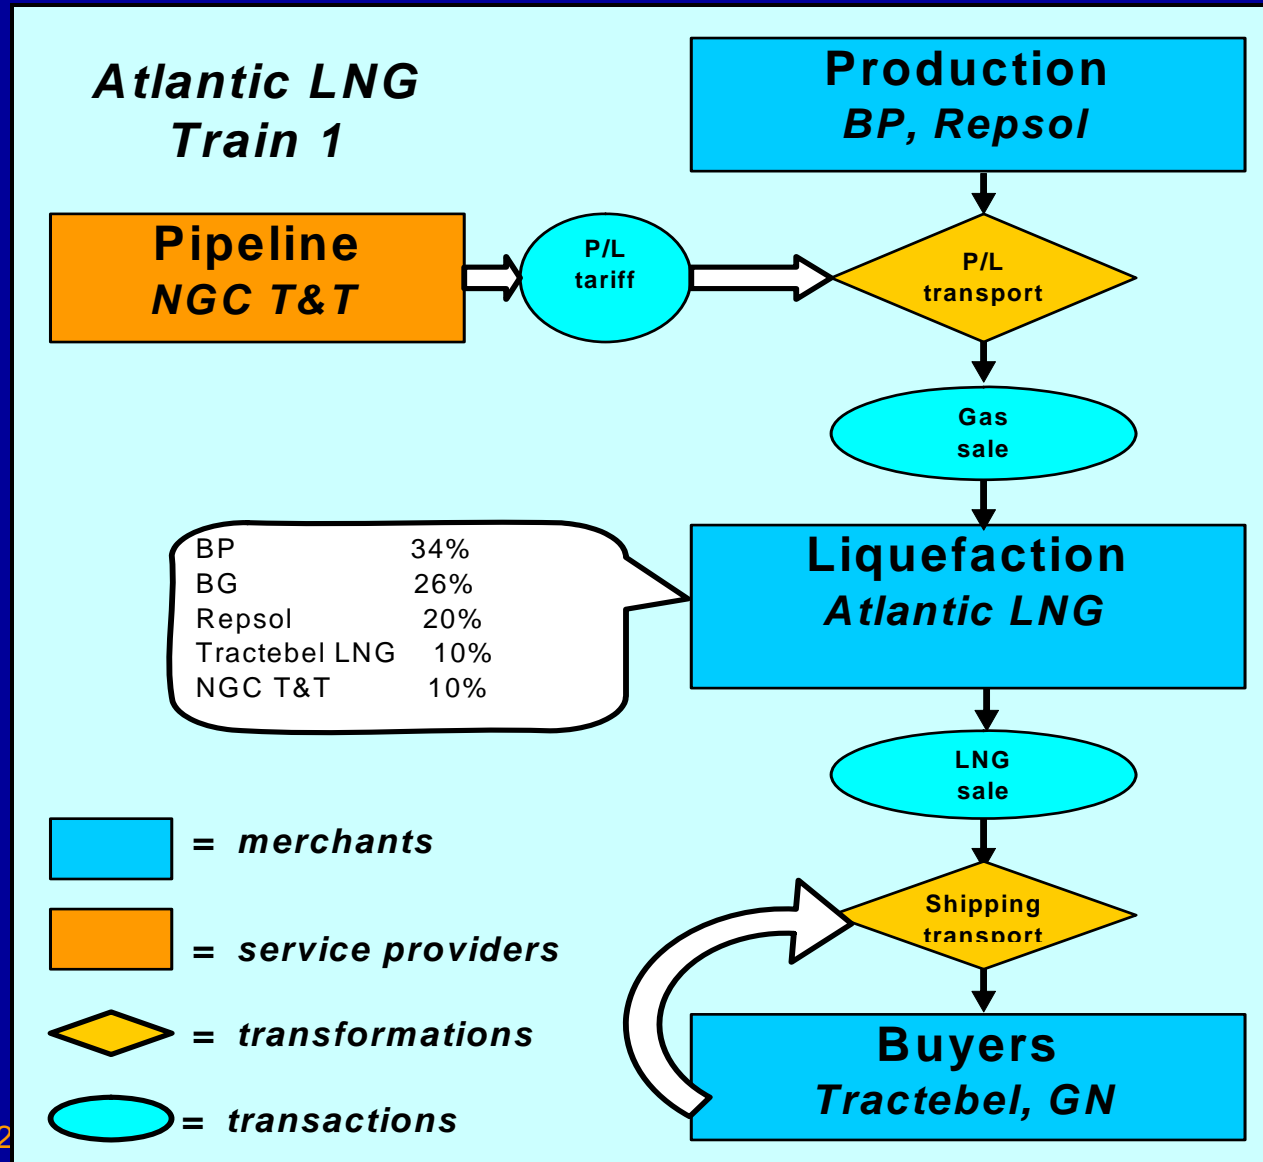 Atlantic LNG
Train 1
Production
BP, Repsol
Pipeline
NGC T&T
P/L
tariff
P/L
transport
Gas
sale
BP 34%
BG 26%
Repsol 20%
Tractebel LNG 10%
NGC T&T 10%
Liquefaction
Atlantic LNG
LNG
sale
= merchants
Shipping
transport
= service providers
= transformations
Buyers
Tractebel, GN
= transactions
2